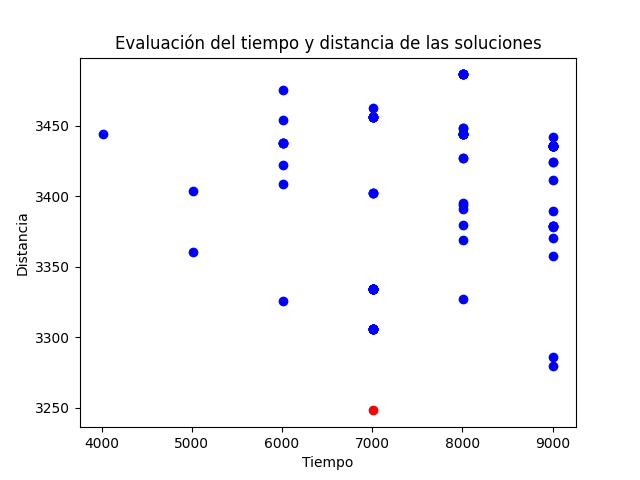 Evaluación del tiempo y distancia de las soluciones
Distancia
3450
3400
3350
3300
3250
4000 5000 6000 7000 8000 9000
Tiempo